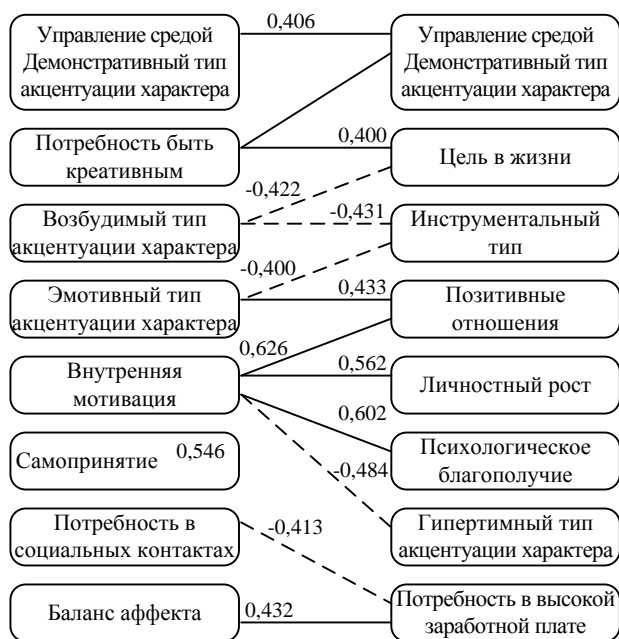 0,406
Управление средой
Демонстративный тип
акцентуации характера
Управление средой
Демонстративный тип
акцентуации характера
Потребность быть
креативным
0,400
Цель в жизни
-0,422
Возбудимый тип
акцентуации характера
-0,431
Инструментальный
тип
-0,400
Эмотивный тип
акцентуации характера
0,433
Позитивные
отношения
0,626
Внутренняя
мотивация
0,562
Личностный рост
0,602
Самопринятие 0,546
Психологическое
благополучие
-0,484
Потребность в
социальных контактах
-0,413
Гипертимный тип
акцентуации характера
Баланс аффекта
0,432
Потребность в высокой
заработной плате